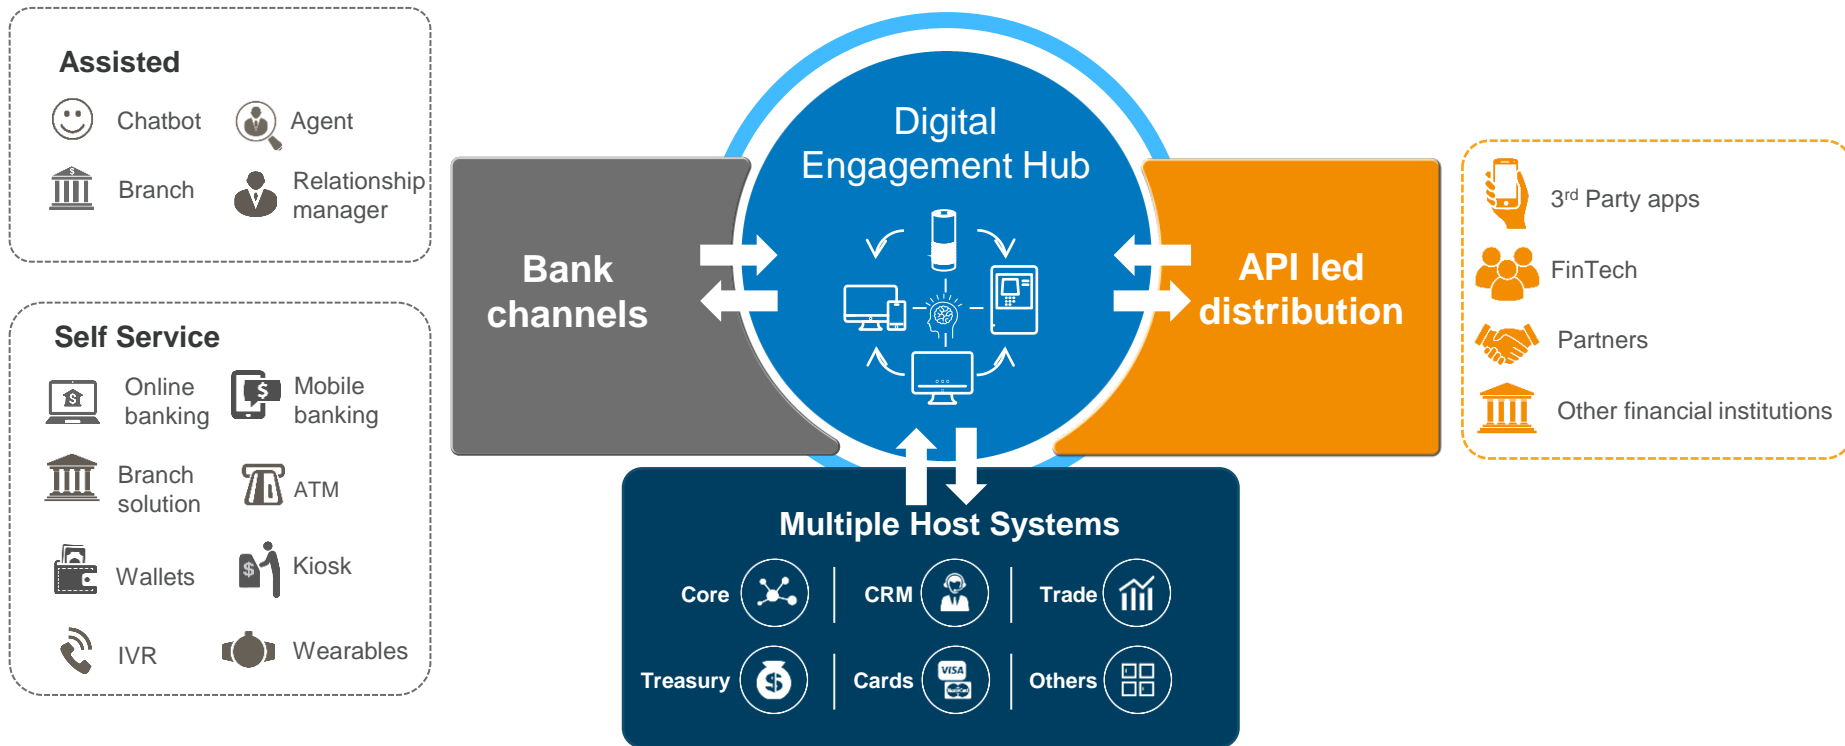 Assisted
Chatbot
Agent
Branch
Relationship
manager
Self Service
Online
banking
Mobile
banking
Branch
solution
ATM
Wallets
Kiosk
IVR
Wearables
Bank
channels
Digital
Engagement Hub
API led
distribution
3rd Party apps
FinTech
Partners
Other financial institutions
Multiple Host Systems
Core
CRM
Trade
Treasury
Cards
VISA
MasterCard
Others